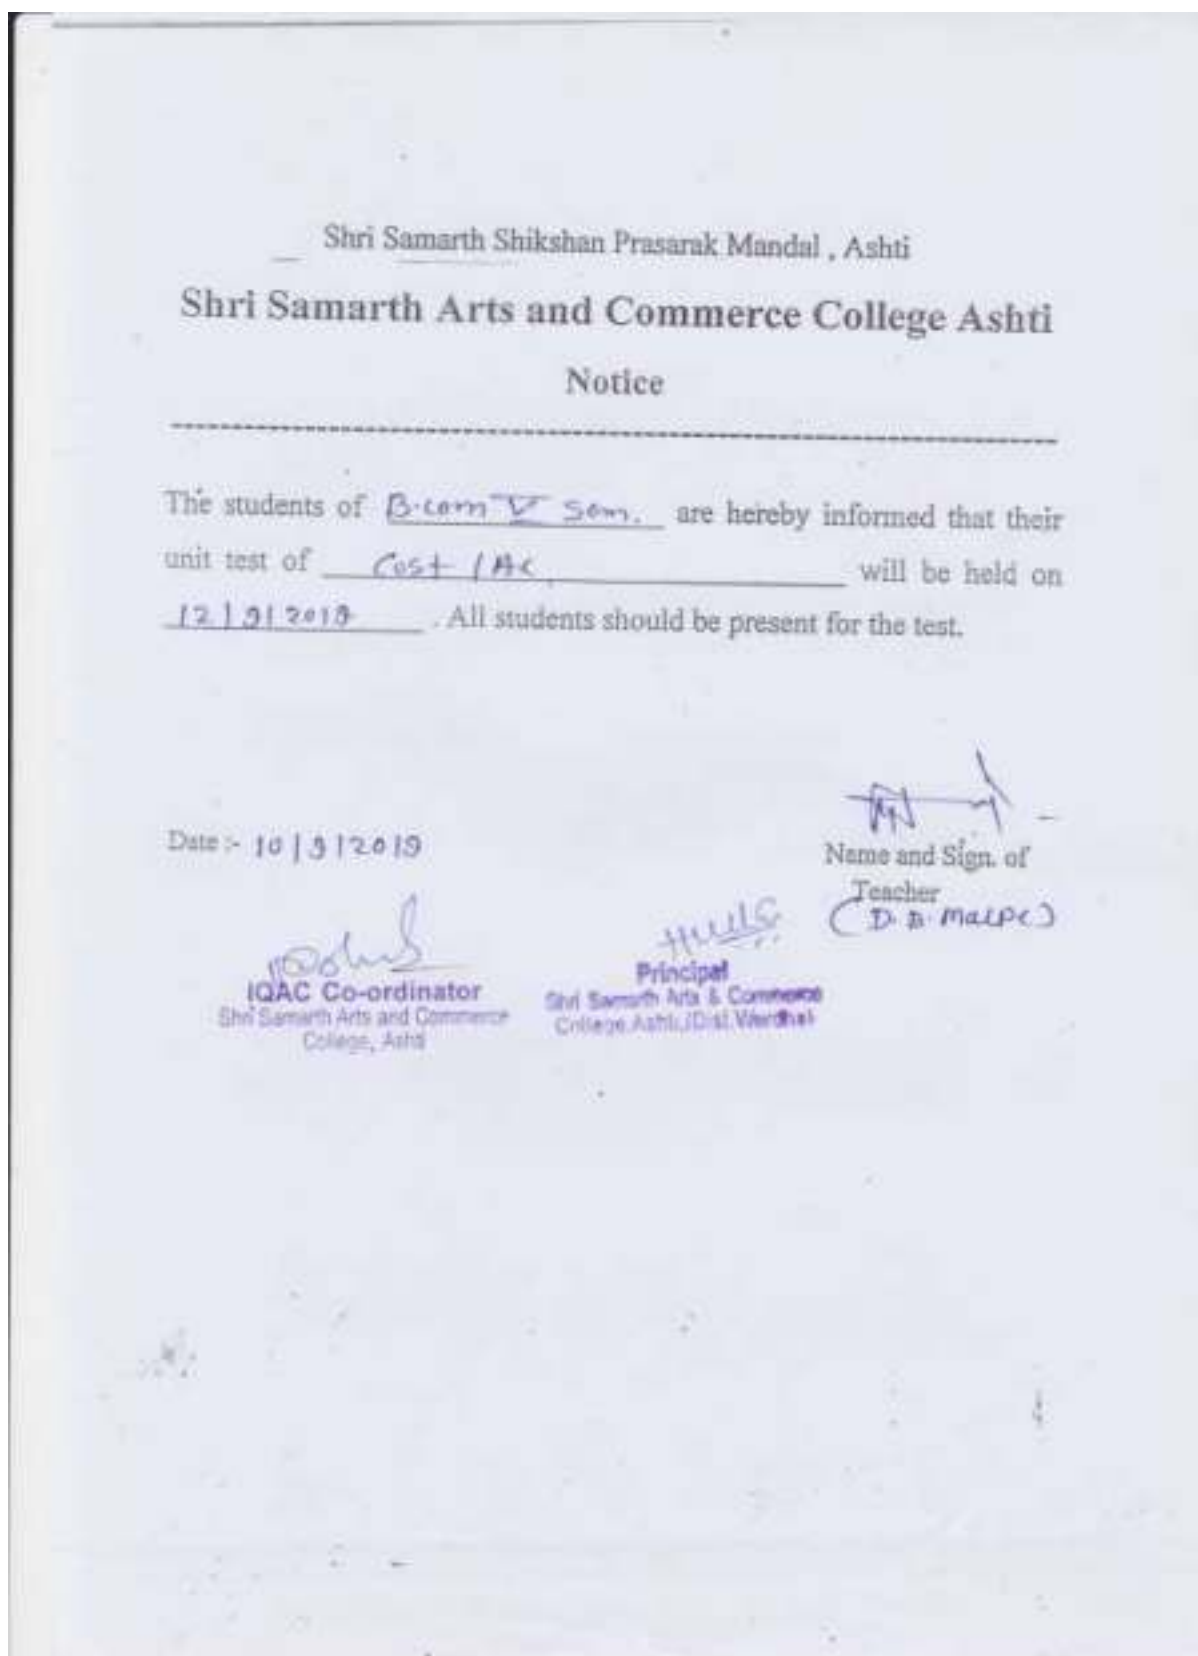 Shri Samarth Shikshan Prasarak Mandal , Ashti
Shri Samarth Arts and Commerce College Ashti
Notice
The students of B.com V Sem. are hereby informed that their
unit test of Cost / AC will be held on
12/9/2019 . All students should be present for the test.
Date :- 10/9/2019
Name and Sign. of
Teacher
(D. B. Malpe)
IQAC Co-ordinator
Shri Samarth Arts and Commerce
College, Ashti
Principal
Shri Samarth Arts & Commerce
College Ashti, (Dist. Wardha)